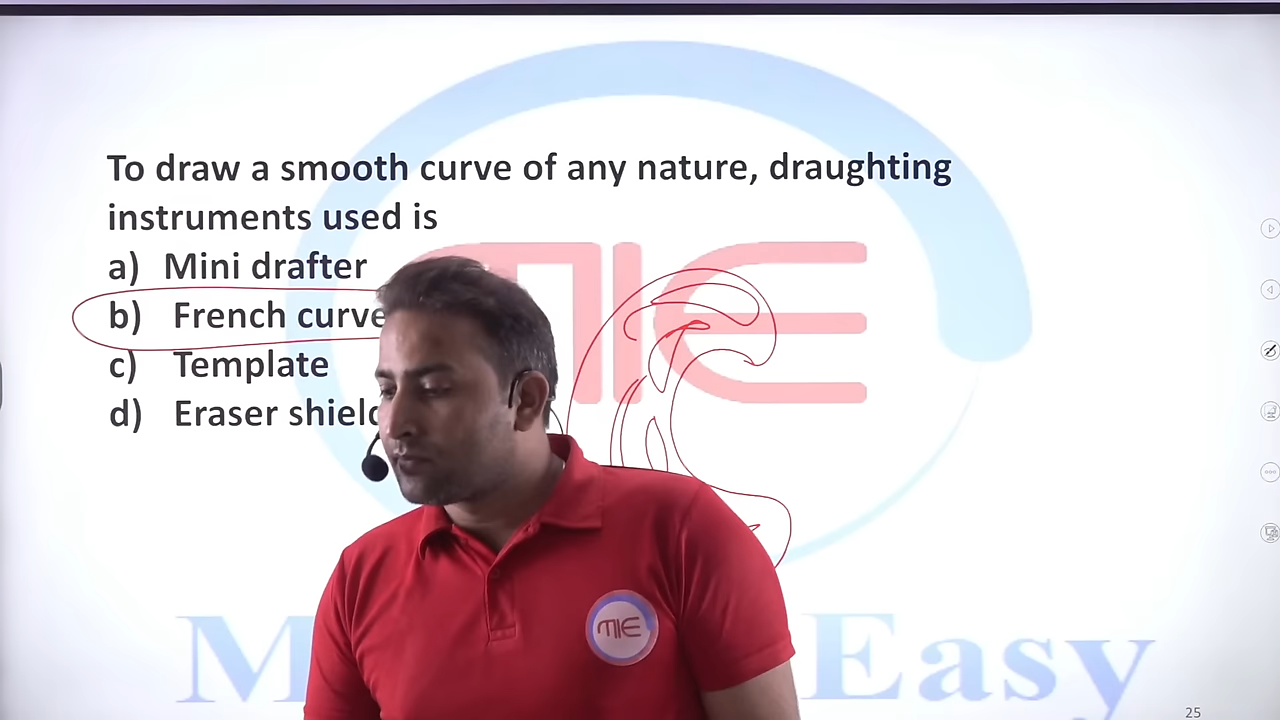 To draw a smooth curve of any nature, draughting
instruments used is
a) Mini drafter
b) French curve
c) Template
d) Eraser shield
MIE
MIE
Easy
25